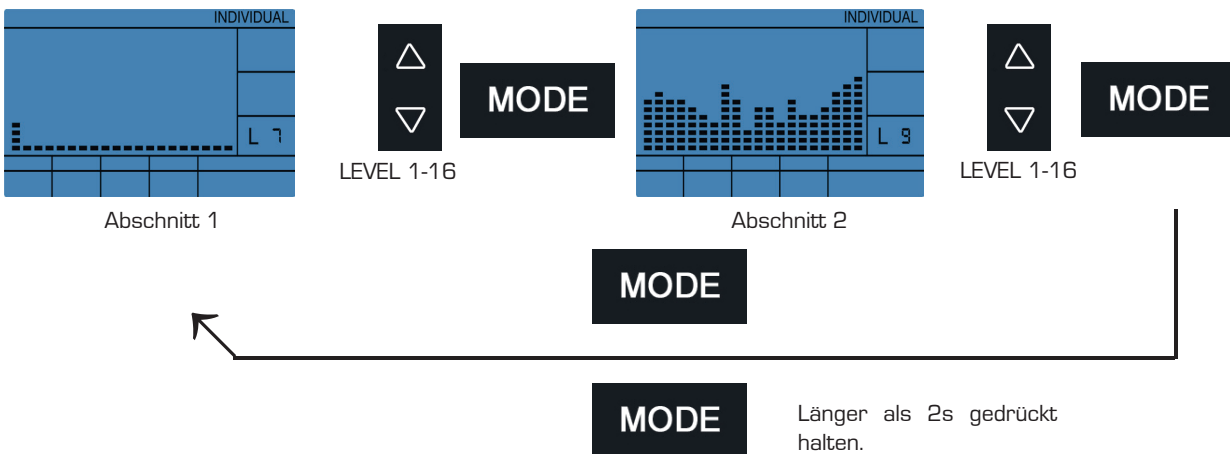 INDIVIDUAL
L 7
MODE
LEVEL 1-16
Abschnitt 1
INDIVIDUAL
L 9
MODE
LEVEL 1-16
Abschnitt 2
MODE
MODE
Länger als 2s gedrückt
halten.